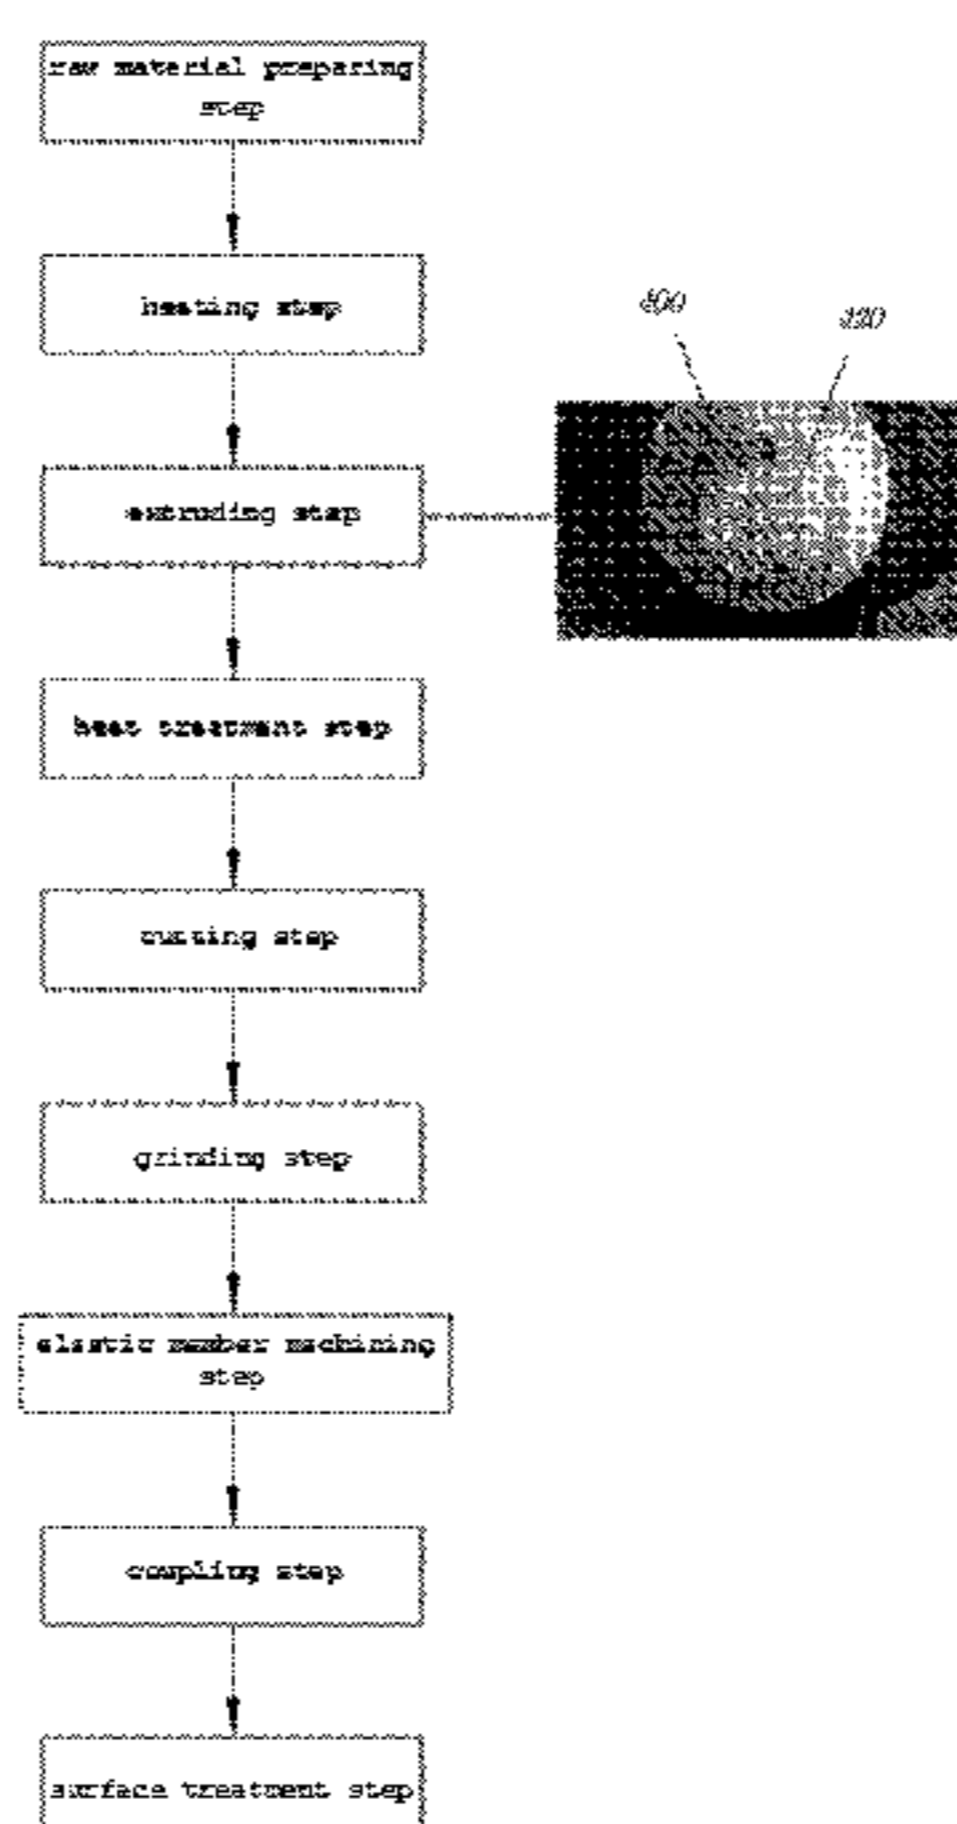 raw material preparing
step
heating step
extruding step
heat treatment step
cutting step
grinding step
elastic member machining
step
coupling step
surface treatment step